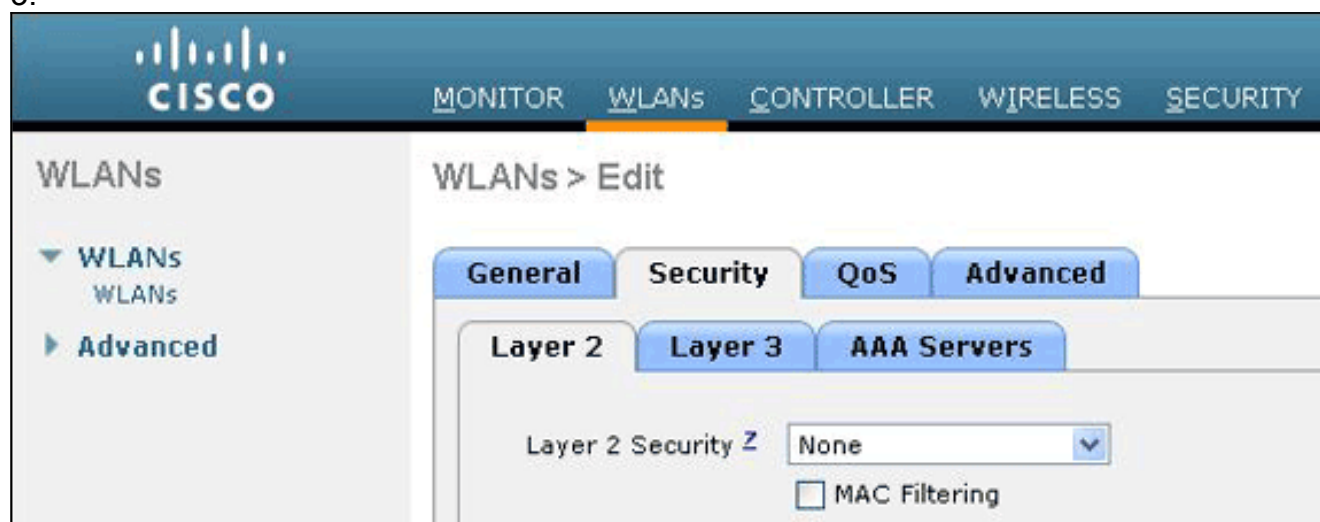 CISCO
MONITOR WLANs CONTROLLER WIRELESS SECURITY
WLANs
WLANs
WLANs
Advanced
WLANs > Edit
General Security QoS Advanced
Layer 2 Layer 3 AAA Servers
Layer 2 Security Z None
MAC Filtering